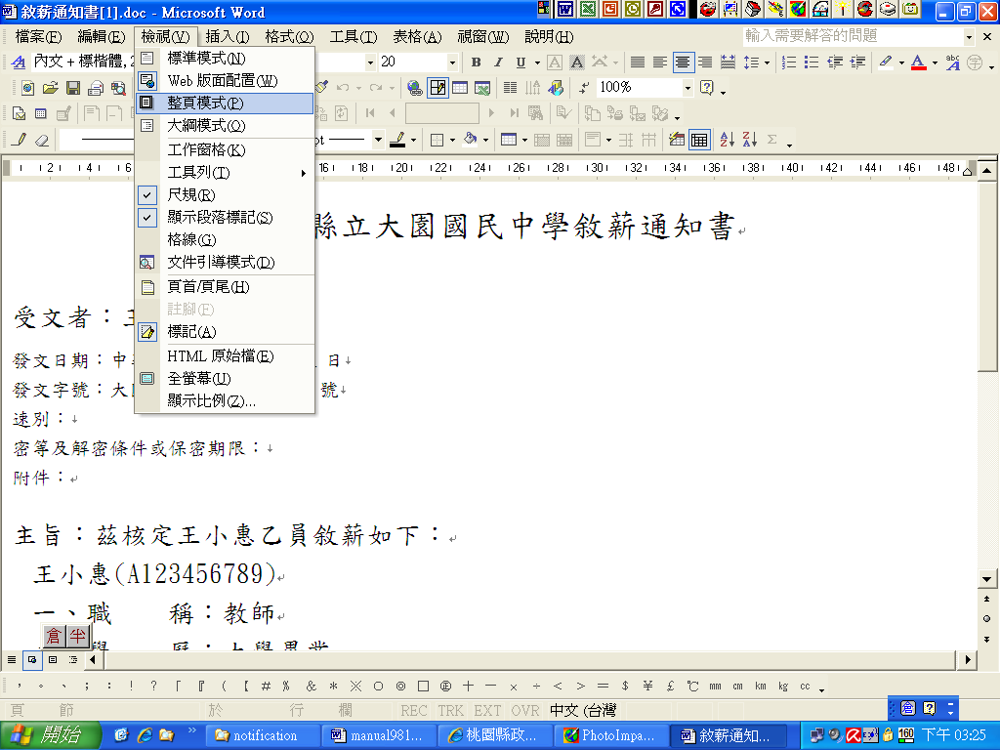 敘薪通知書[1].doc - Microsoft Word
檔案(F) 編輯(E) 檢視(V) 插入(I) 格式(O) 工具(T) 表格(A) 視窗(W) 說明(H) 輸入需要解答的問題
內文 + 標楷體, 2 20 B I U A A
100%
2 4 6 16 18 20 22 24 26 28 30 32 34 36 38 40 42 44 46 48
標準模式(N)
Web 版面配置(W)
整頁模式(P)
大綱模式(O)
工作窗格(K)
工具列(T)
尺規(R)
顯示段落標記(S)
格線(G)
文件引導模式(D)
頁首/頁尾(H)
註腳(F)
標記(A)
HTML 原始檔(E)
全螢幕(U)
顯示比例(Z)...
縣立大園國民中學敘薪通知書
受文者：王
發文日期：中 日
發文字號：大 號
速別：
密等及解密條件或保密期限：
附件：
主旨：茲核定王小惠乙員敘薪如下：
王小惠(A123456789)
一、職 稱：教師
倉 半
， 。 、 ； ： ！ ？ 「 『 （ 【 # % & * ※ ○ ◎ □ ㊣ + － × ÷ < > = $ ¥ £ ℃ mm cm km kg cc
頁 節 於 行 欄 REC TRK EXT OVR 中文 (台灣
倉
開始 notification manual981... 桃園縣政... PhotoImpa... 敘薪通知... 160 下午 03:25